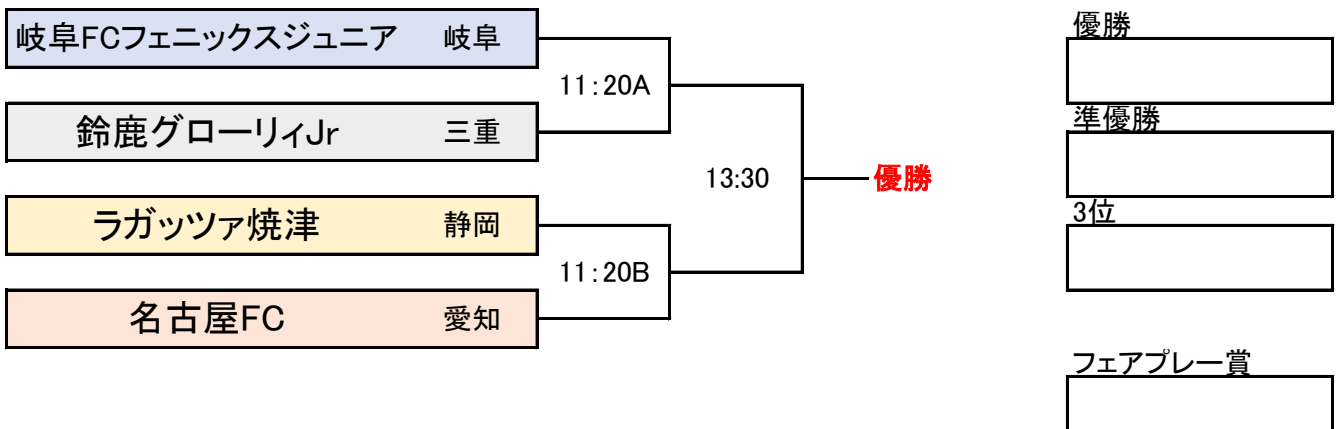 岐阜FCフェニックスジュニア 岐阜
11:20A
鈴鹿グローリィJr 三重
13:30
優勝
ラガッツァ焼津 静岡
11:20B
名古屋FC 愛知
優勝
準優勝
3位
フェアプレー賞